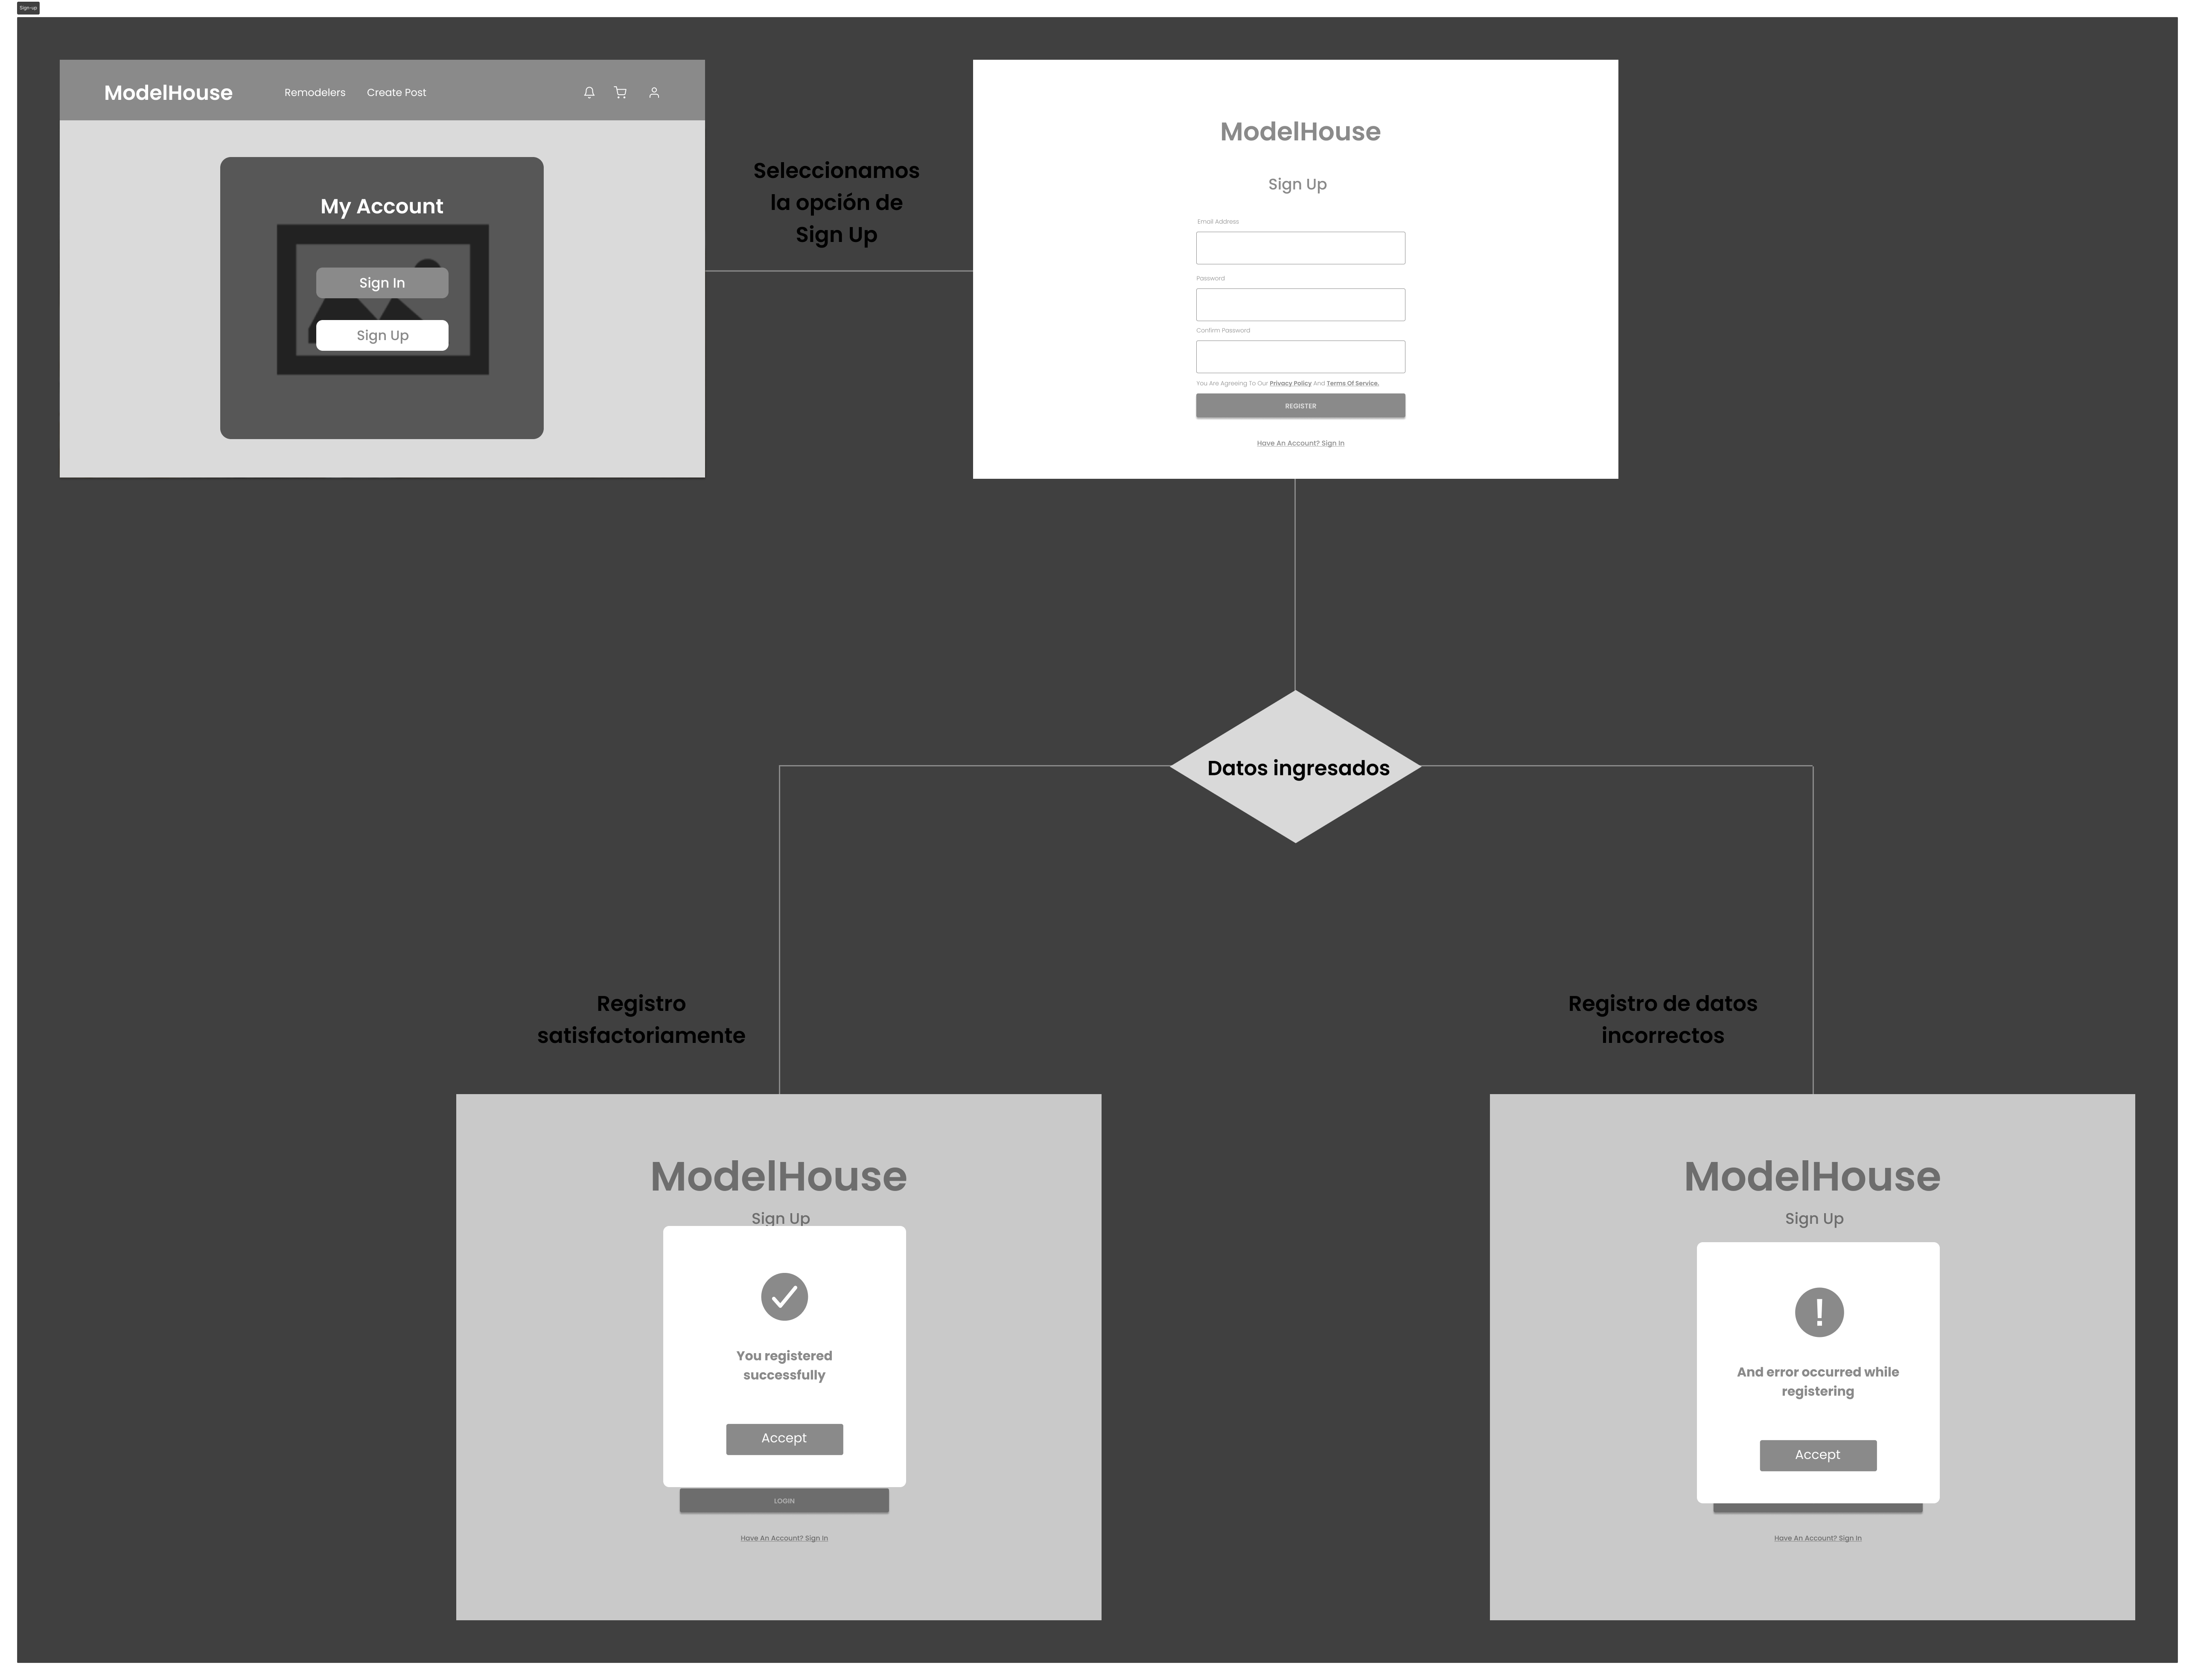 Sign-up
ModelHouse
Remodelers
Create Post
My Account
Sign In
Sign Up
Seleccionamos
la opción de
Sign Up
ModelHouse
Sign Up
Email Address
Password
Confirm Password
You Are Agreeing To Our Privacy Policy And Terms Of Service.
REGISTER
Have An Account? Sign In
Datos ingresados
Registro
satisfactoriamente
Registro de datos
incorrectos
ModelHouse
Sign Up
You registered
successfully
Accept
LOGIN
Have An Account? Sign In
ModelHouse
Sign Up
!
And error occurred while
registering
Accept
Have An Account? Sign In